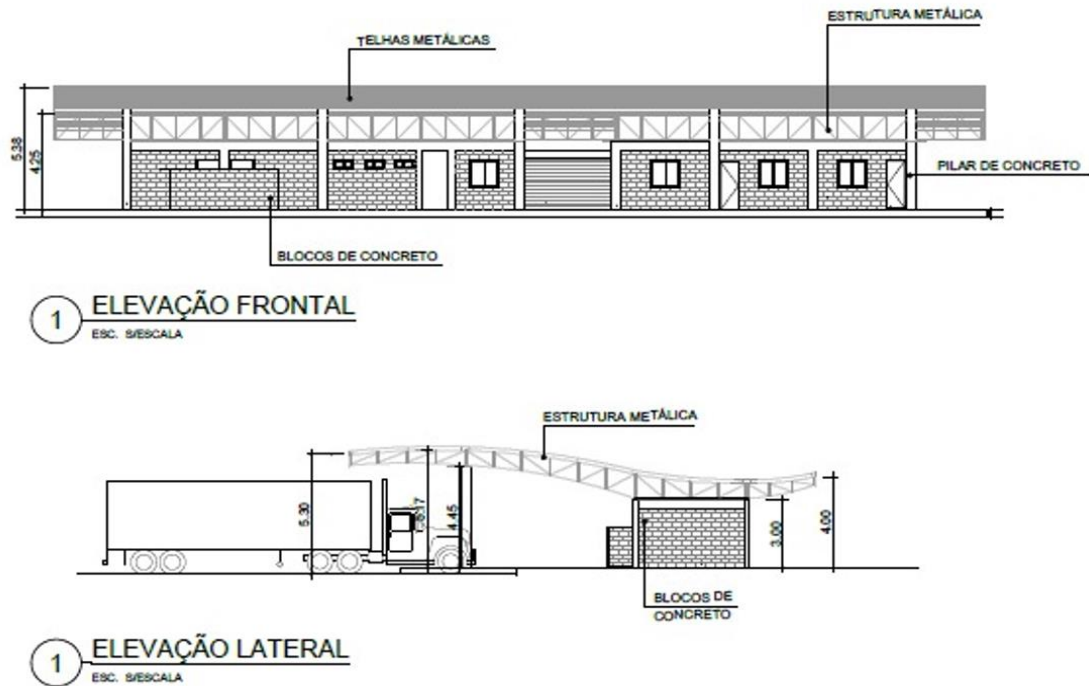 ESTRUTURA METÁLICA
TELHAS METÁLICAS
5.38
4.25
PILAR DE CONCRETO
BLOCOS DE CONCRETO
1 ELEVAÇÃO FRONTAL
ESC. S/ESCALA
ESTRUTURA METÁLICA
5.30
4.45
3.00
4.00
BLOCOS DE
CONCRETO
1 ELEVAÇÃO LATERAL
ESC. S/ESCALA